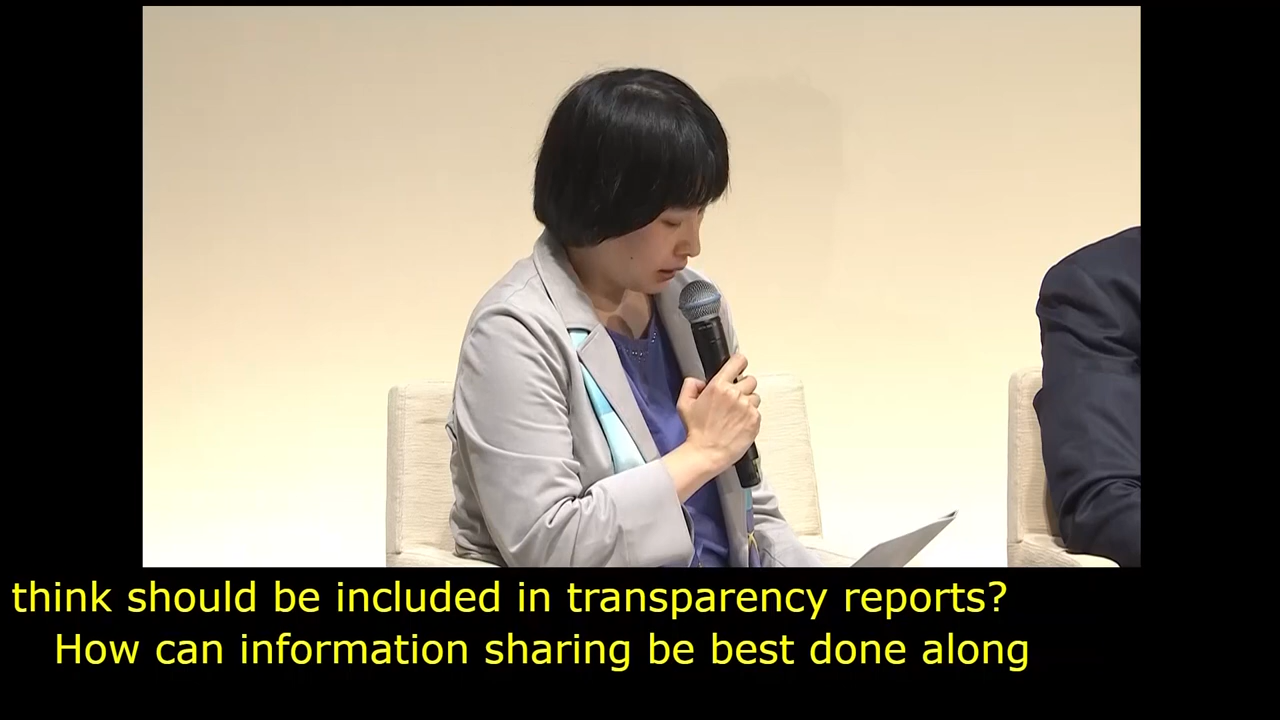 think should be included in transparency reports?
How can information sharing be best done along